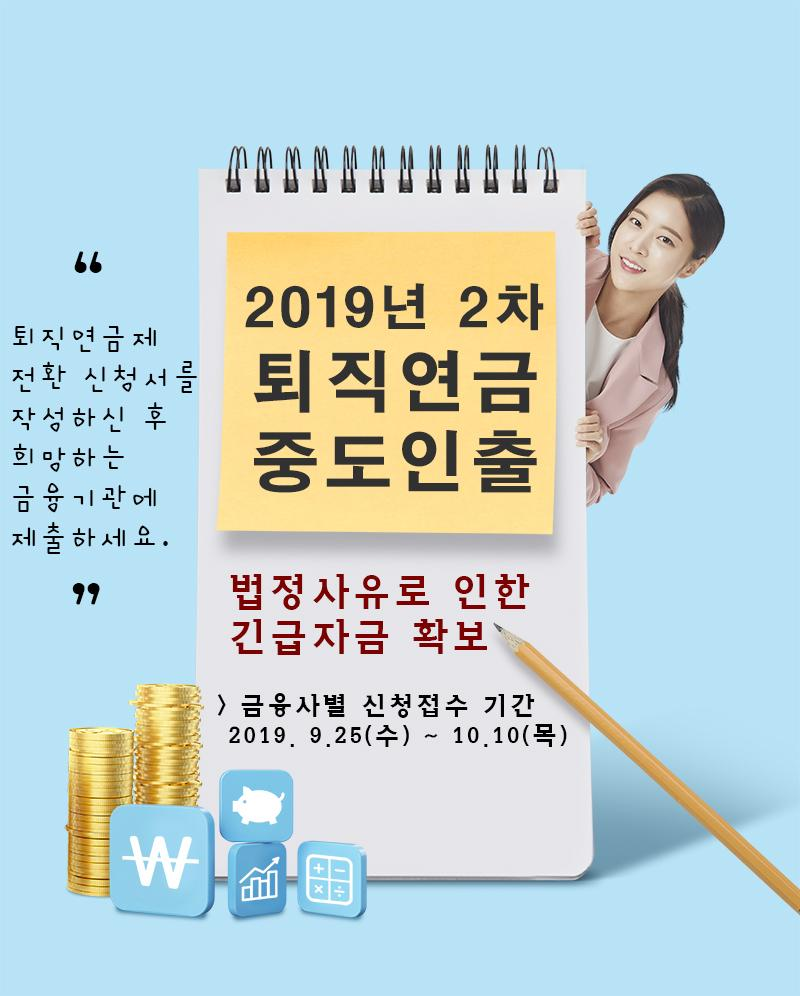 “
퇴직연금제
전환 신청서를
작성하신 후
희망하는
금융기관에
제출하세요.
”
2019년 2차
퇴직연금
중도인출
법정사유로 인한
긴급자금 확보
> 금융사별 신청접수 기간
2019. 9.25(수) ~ 10.10(목)
₩